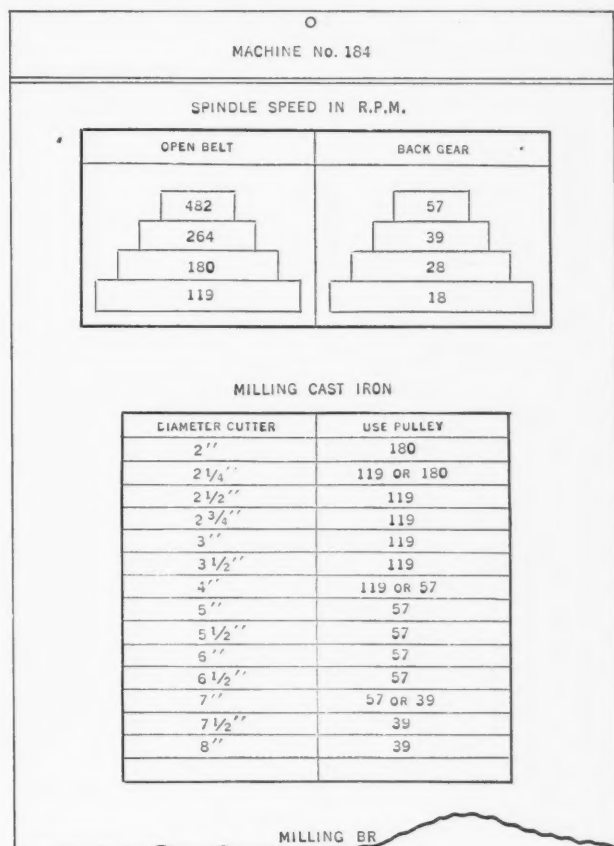 MACHINE No. 184
SPINDLE SPEED IN R.P.M.
OPEN BELT BACK GEAR
482 57
264 39
180 28
119 18
MILLING CAST IRON
DIAMETER CUTTER USE PULLEY
2″ 180
2 1/4″ 119 OR 180
2 1/2″ 119
2 3/4″ 119
3″ 119
3 1/2″ 119
4″ 119 OR 57
5″ 57
5 1/2″ 57
6″ 57
6 1/2″ 57
7″ 57 OR 39
7 1/2″ 39
8″ 39
MILLING BR